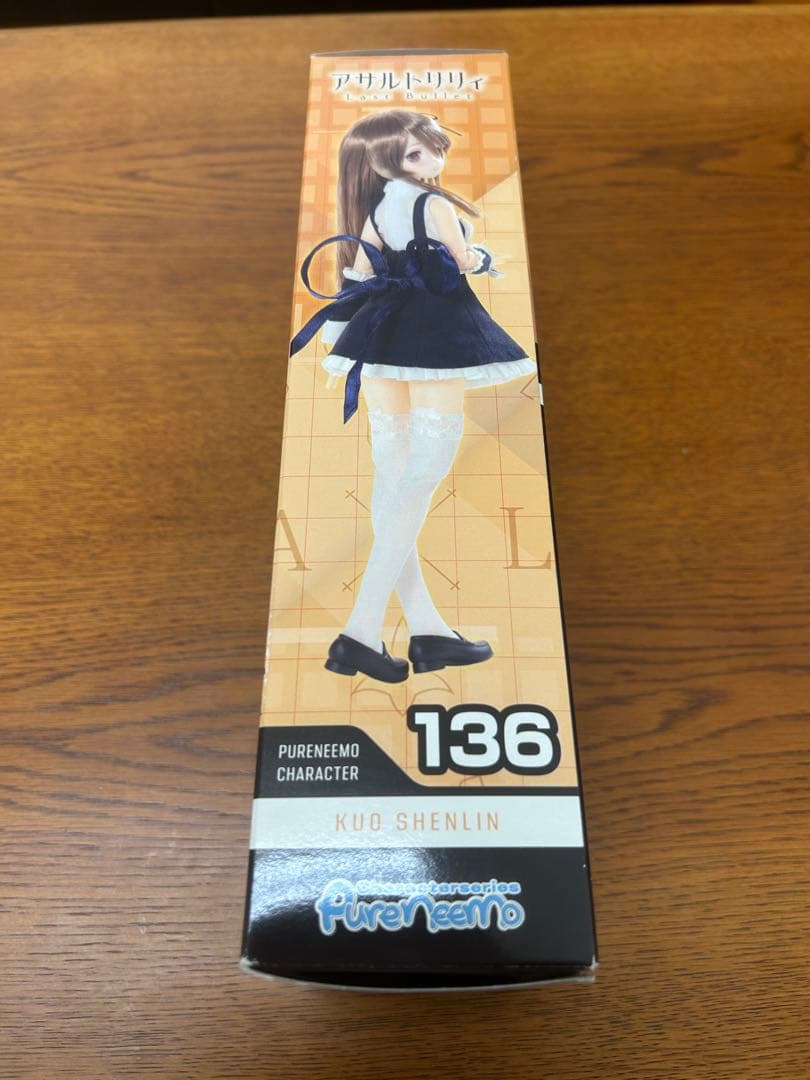 アサルトリリィ
Last Bullet
A
L
136
PURENEEMO
CHARACTER
KUO SHENLIN
Characterseries
PureNeemo